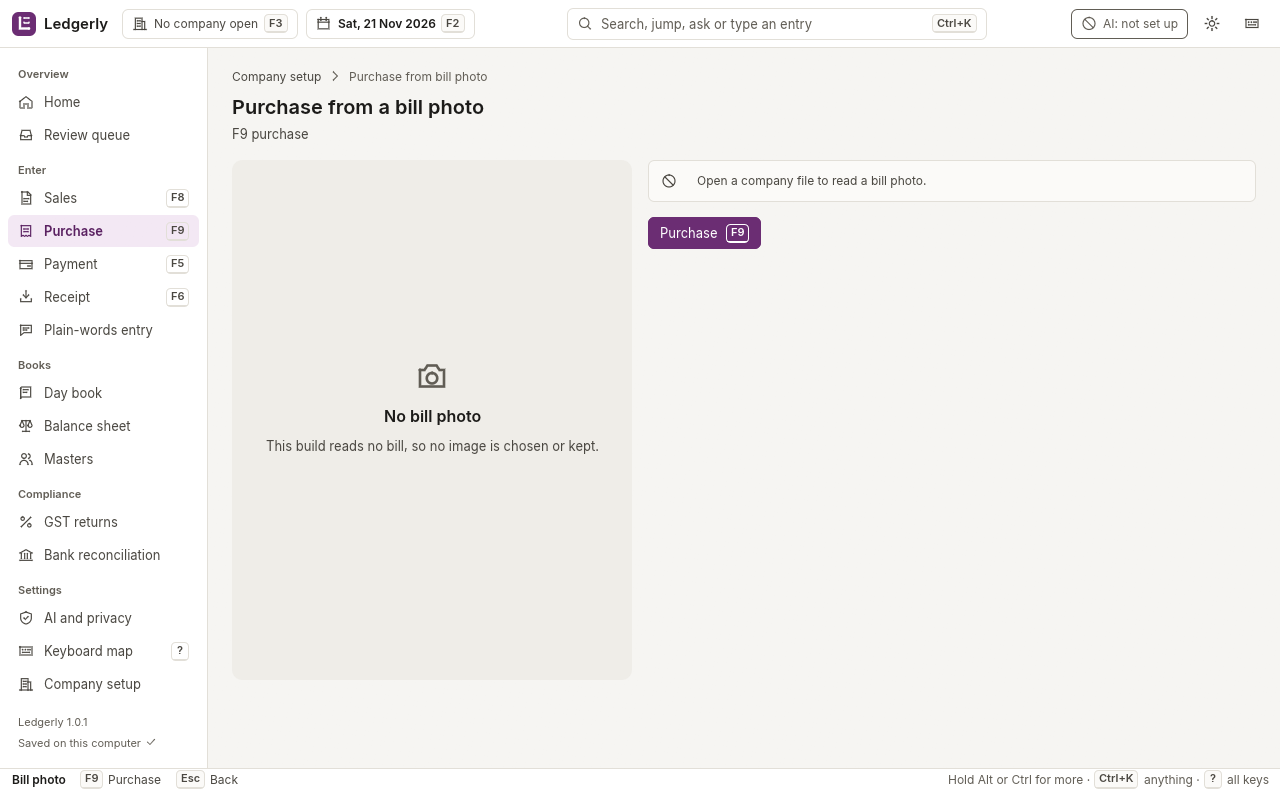 Ledgerly
No company open F3
Sat, 21 Nov 2026 F2
Search, jump, ask or type an entry Ctrl+K
AI: not set up
Overview
Home
Review queue
Enter
Sales F8
Purchase F9
Payment F5
Receipt F6
Plain-words entry
Books
Day book
Balance sheet
Masters
Compliance
GST returns
Bank reconciliation
Settings
AI and privacy
Keyboard map ?
Company setup
Ledgerly 1.0.1
Saved on this computer
Company setup Purchase from bill photo
Purchase from a bill photo
F9 purchase
No bill photo
This build reads no bill, so no image is chosen or kept.
Open a company file to read a bill photo.
Purchase F9
Bill photo F9 Purchase Esc Back
Hold Alt or Ctrl for more · Ctrl+K anything · ? all keys